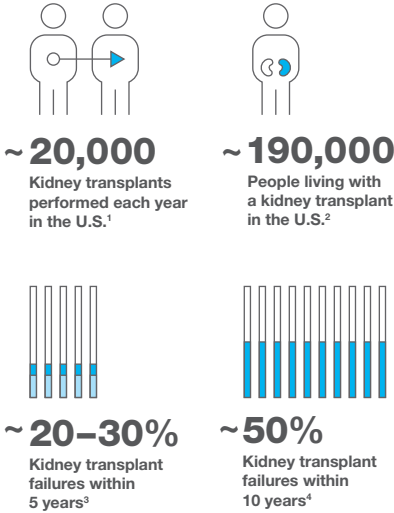 ~ 20,000
Kidney transplants
performed each year
in the U.S.¹
~ 190,000
People living with
a kidney transplant
in the U.S.²
~ 20–30%
Kidney transplant
failures within
5 years³
~ 50%
Kidney transplant
failures within
10 years⁴